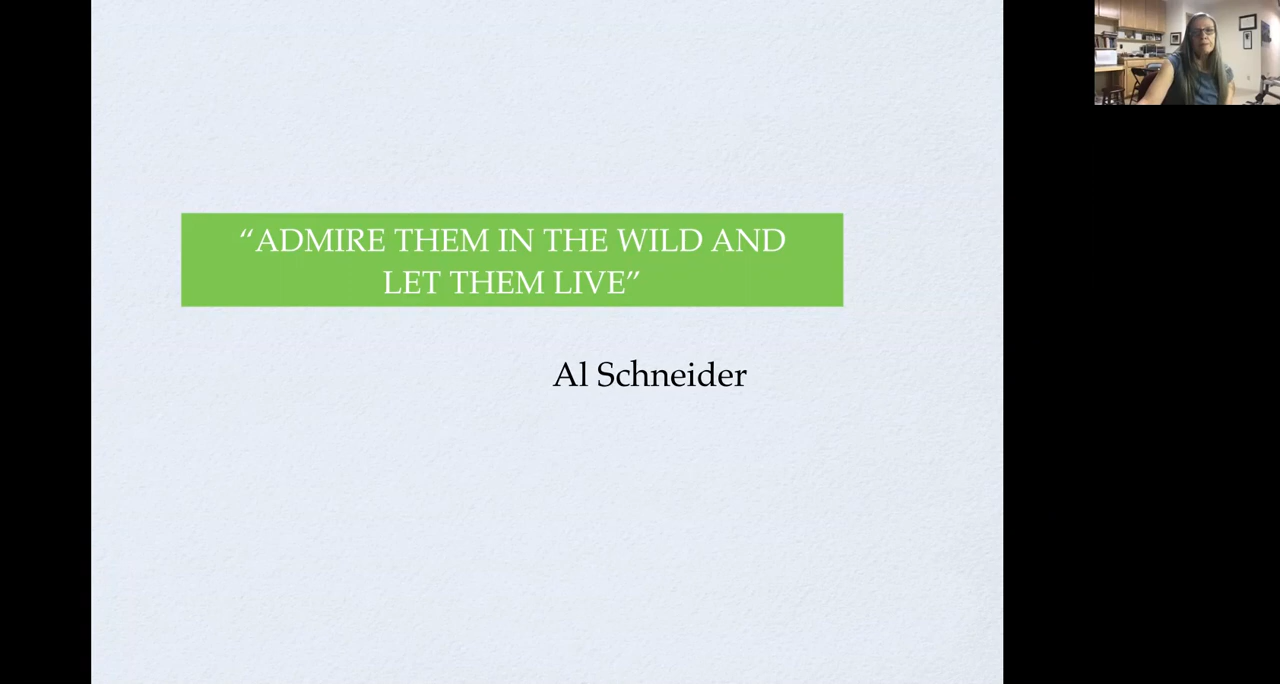 “ADMIRE THEM IN THE WILD AND
LET THEM LIVE”
Al Schneider